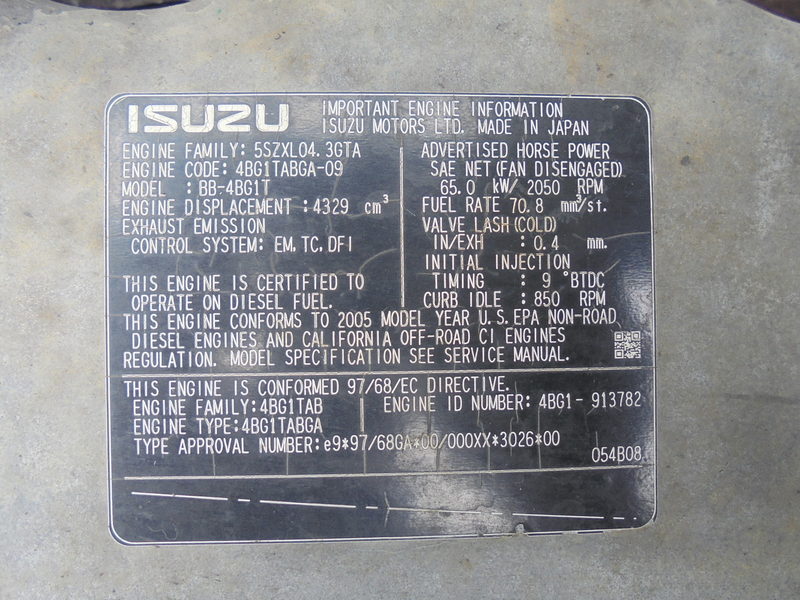 ISUZU
IMPORTANT ENGINE INFORMATION
ISUZU MOTORS LTD. MADE IN JAPAN
ENGINE FAMILY: 5SZXL04.3GTA
ENGINE CODE: 4BG1TABGA-09
MODEL : BB-4BG1T
ENGINE DISPLACEMENT:4329 cm³
EXHAUST EMISSION
CONTROL SYSTEM: EM,TC,DFI
THIS ENGINE IS CERTIFIED TO
OPERATE ON DIESEL FUEL.
ADVERTISED HORSE POWER
SAE NET(FAN DISENGAGED)
65.0 kW/ 2050 RPM
FUEL RATE 70.8 mm³/st.
VALVE LASH(COLD)
IN/EXH : 0.4 mm.
INITIAL INJECTION
TIMING : 9 °BTDC
CURB IDLE : 850 RPM
THIS ENGINE CONFORMS TO 2005 MODEL YEAR U.S.EPA NON-ROAD
DIESEL ENGINES AND CALIFORNIA OFF-ROAD CI ENGINES
REGULATION. MODEL SPECIFICATION SEE SERVICE MANUAL.
THIS ENGINE IS CONFORMED 97/68/EC DIRECTIVE.
ENGINE FAMILY:4BG1TAB ENGINE ID NUMBER: 4BG1- 913782
ENGINE TYPE:4BG1TABGA
TYPE APPROVAL NUMBER:e9*97/68GA*00/000XX*3026*00
054B08